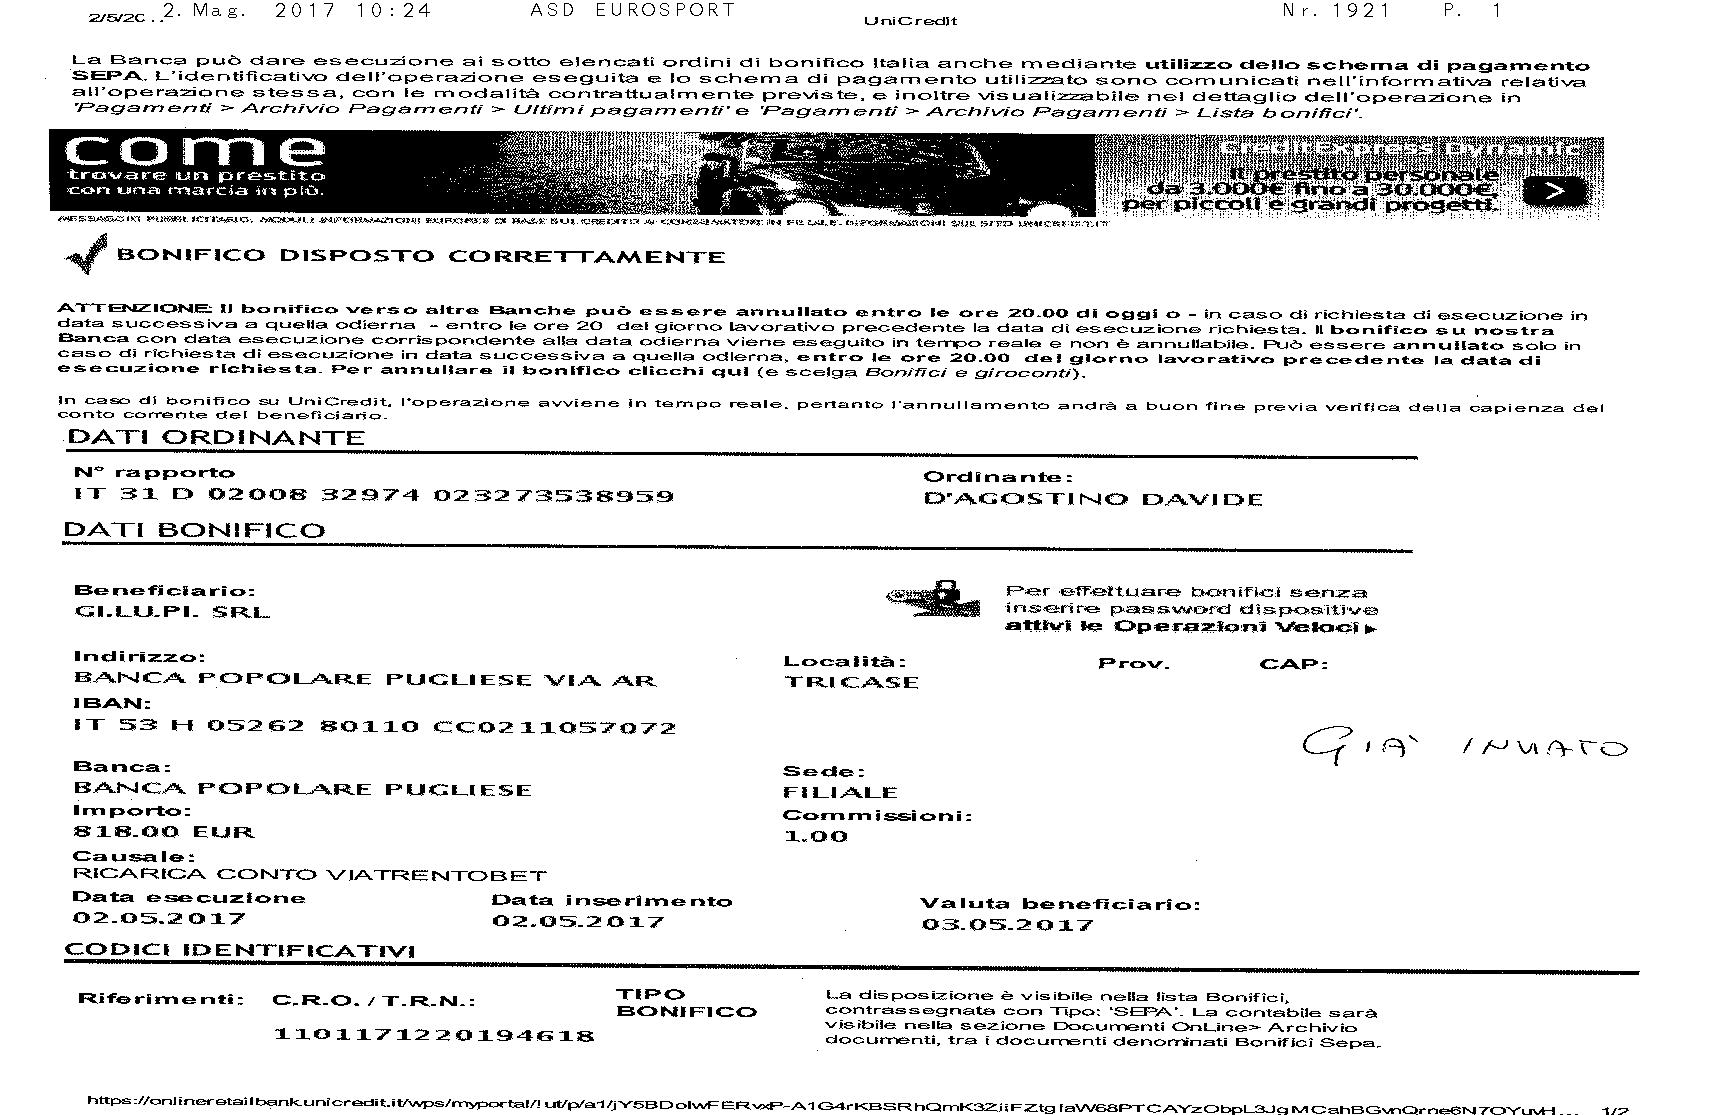 2/5/2C .. 2. Mag. 2017 10:24 ASD EUROSPORT UniCredit Nr. 1921 P. 1
La Banca può dare esecuzione ai sotto elencati ordini di bonifico Italia anche mediante utilizzo dello schema di pagamento
SEPA. L'identificativo dell'operazione eseguita e lo schema di pagamento utilizzato sono comunicati nell'informativa relativa
all'operazione stessa, con le modalità contrattualmente previste, e inoltre visualizzabile nel dettaglio dell'operazione in
'Pagamenti > Archivio Pagamenti > Ultimi pagamenti' e 'Pagamenti > Archivio Pagamenti > Lista bonifici'.
come
trovare un prestito
con una marcia in più.
Il prestito personale
da 3.000€ fino a 30.000€.
per piccoli e grandi progetti.
MESSAGGIO PUBBLICITARIO. MODULI INFORMAZIONI EUROPEE DI BASE SUL CREDITO AI CONSUMATORI IN FILIALE. INFORMAZIONI SUL SITO UNICREDIT.IT
BONIFICO DISPOSTO CORRETTAMENTE
ATTENZIONE: Il bonifico verso altre Banche può essere annullato entro le ore 20.00 di oggi o - in caso di richiesta di esecuzione in
data successiva a quella odierna - entro le ore 20 del giorno lavorativo precedente la data di esecuzione richiesta. Il bonifico su nostra
Banca con data esecuzione corrispondente alla data odierna viene eseguito in tempo reale e non è annullabile. Può essere annullato solo in
caso di richiesta di esecuzione in data successiva a quella odierna, entro le ore 20.00 del giorno lavorativo precedente la data di
esecuzione richiesta. Per annullare il bonifico clicchi qui (e scelga Bonifici e giroconti).
In caso di bonifico su UniCredit, l'operazione avviene in tempo reale, pertanto l'annullamento andrà a buon fine previa verifica della capienza del
conto corrente del beneficiario.
DATI ORDINANTE
N° rapporto Ordinante:
IT 31 D 02008 32974 023273538959 D'AGOSTINO DAVIDE
DATI BONIFICO
Beneficiario:
GI.LU.PI. SRL
Per effettuare bonifici senza
inserire password dispositive
attivi le Operazioni Veloci
Indirizzo: Località: Prov. CAP:
BANCA POPOLARE PUGLIESE VIA AR TRICASE
IBAN:
IT 53 H 05262 80110 CC0211057072
GIA' INVIATO
Banca: Sede:
BANCA POPOLARE PUGLIESE FILIALE
Importo: Commissioni:
818.00 EUR 1.00
Causale:
RICARICA CONTO VIATRENTOBET
Data esecuzione Data inserimento Valuta beneficiario:
02.05.2017 02.05.2017 03.05.2017
CODICI IDENTIFICATIVI
Riferimenti: C.R.O. / T.R.N.: TIPO BONIFICO
1101171220194618
La disposizione è visibile nella lista Bonifici,
contrassegnata con Tipo: 'SEPA'. La contabile sarà
visibile nella sezione Documenti OnLine> Archivio
documenti, tra i documenti denominati Bonifici Sepa.
1/2